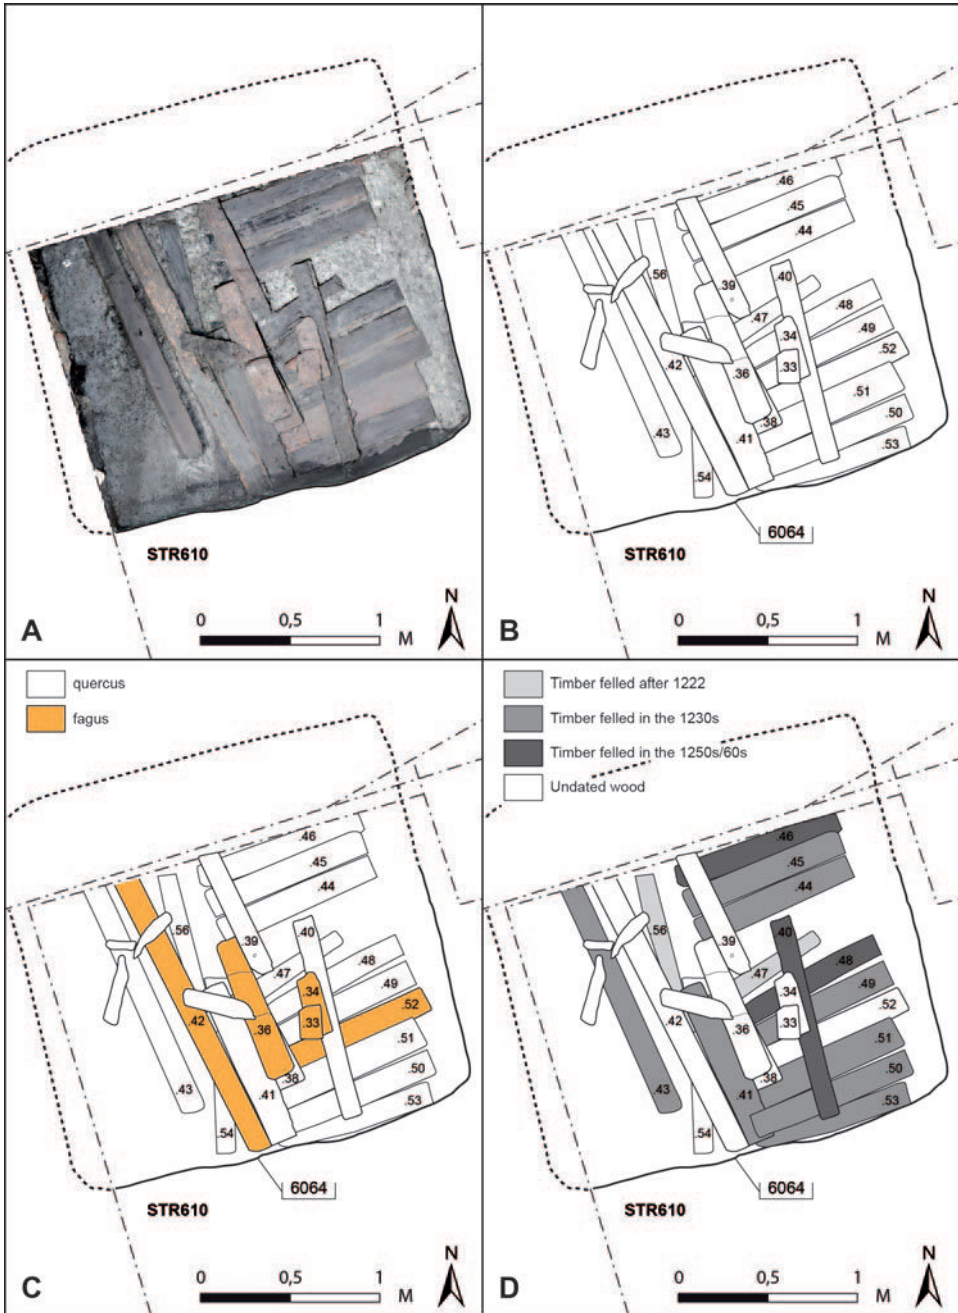 STR610
0 0,5 1
M
N
A
.46
.45
.44
.56
.40
.39
.48
.47
.34
.49
.42
.52
.36
.33
.51
.38
.43
.41
.50
.53
.54
6064
STR610
0 0,5 1
M
N
B
quercus
fagus
.46
.45
.44
.56
.40
.39
.48
.47
.34
.49
.52
.42
.33
.36
.51
.38
.43
.50
.41
.53
.54
6064
STR610
0 0,5 1
M
N
C
Timber felled after 1222
Timber felled in the 1230s
Timber felled in the 1250s/60s
Undated wood
.46
.45
.44
.56
.40
.39
.48
.47
.34
.49
.52
.42
.33
.36
.51
.38
.43
.50
.41
.53
.54
6064
STR610
0 0,5 1
M
N
D